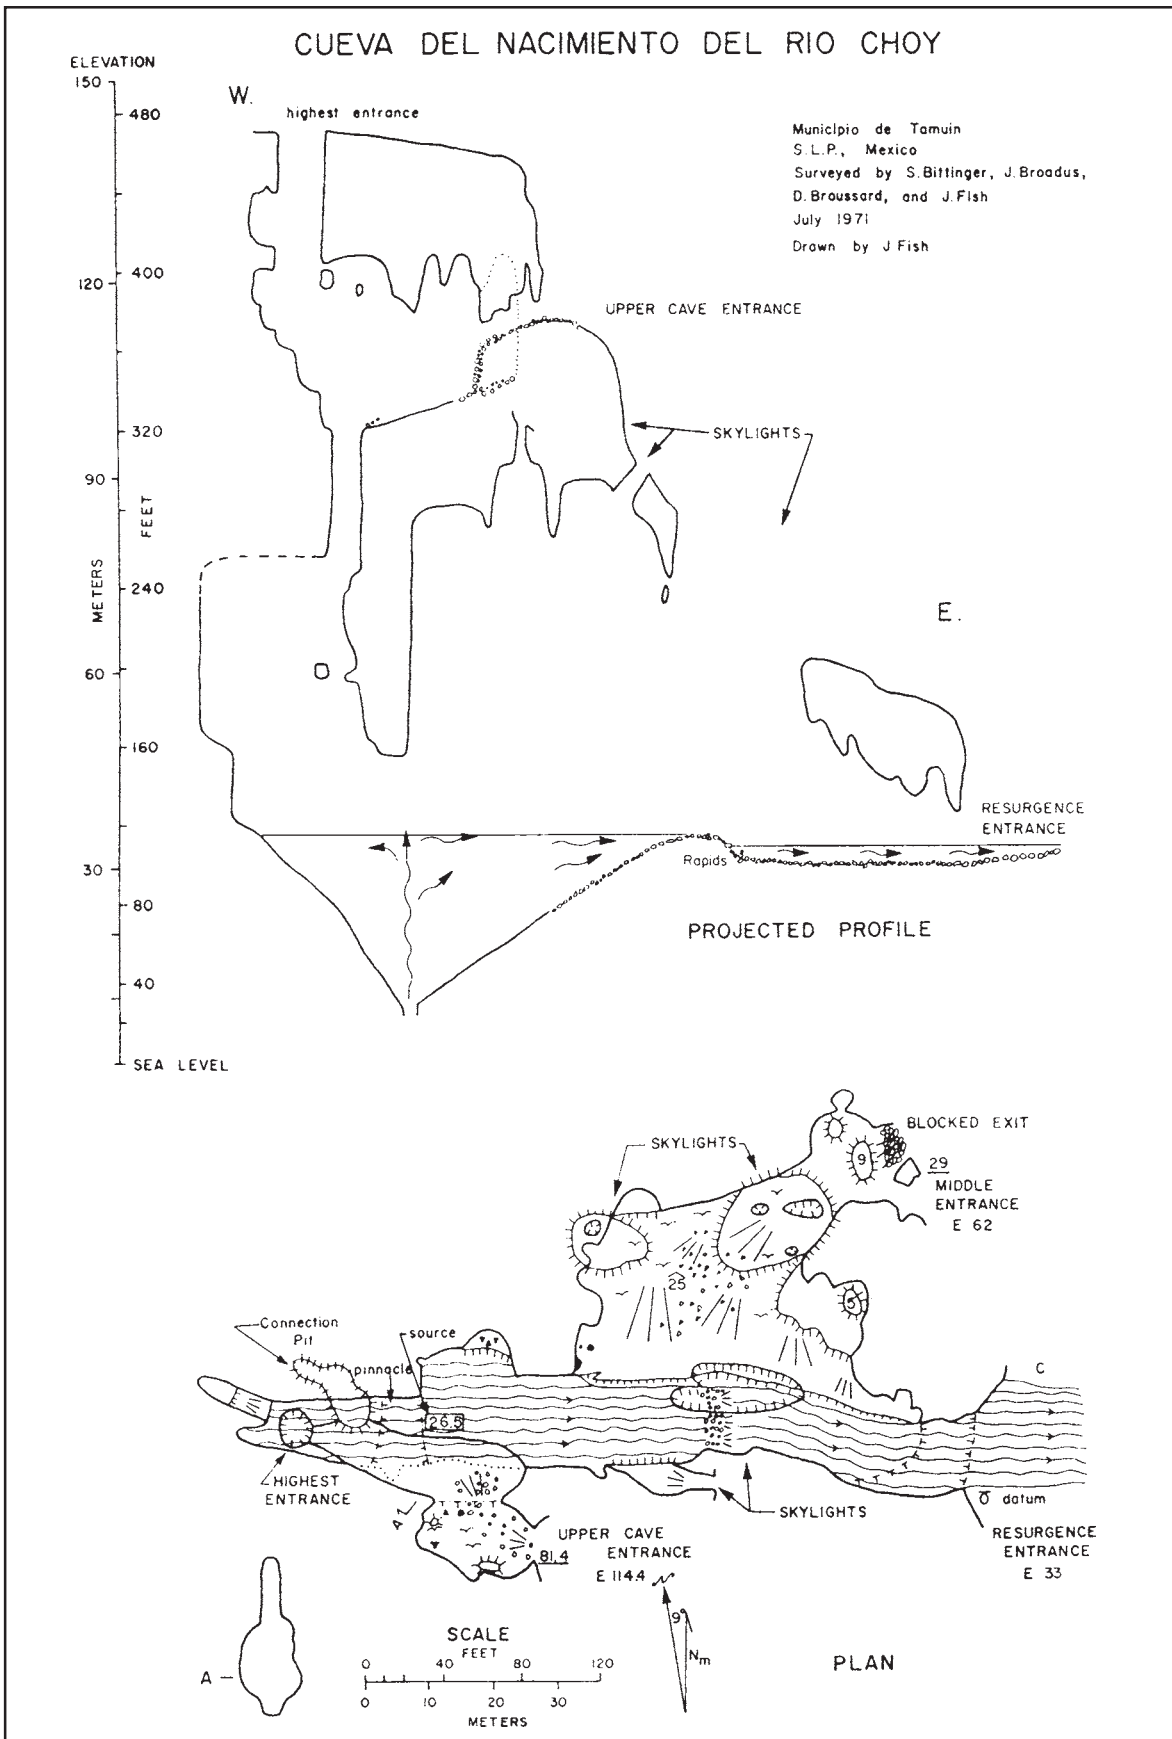 CUEVA DEL NACIMIENTO DEL RIO CHOY
ELEVATION
150
480
W.
highest entrance
Municipio de Tamuin
S.L.P., Mexico
Surveyed by S. Bittinger, J. Broadus,
D. Broussard, and J. Fish
July 1971
Drawn by J Fish
400
120
UPPER CAVE ENTRANCE
320
SKYLIGHTS
90
FEET
METERS
240
E.
60
160
RESURGENCE
ENTRANCE
Rapids
30
80
PROJECTED PROFILE
40
SEA LEVEL
BLOCKED EXIT
SKYLIGHTS
9
29
MIDDLE
ENTRANCE
E 62
25
5
Connection
Pit
source
pinnacle
C
26.5
HIGHEST
ENTRANCE
SKYLIGHTS
0 datum
A
UPPER CAVE
ENTRANCE
81.4
E 114.4
RESURGENCE
ENTRANCE
E 33
N
9°
Nm
SCALE
FEET
0 40 80 120
0 10 20 30
METERS
PLAN
A